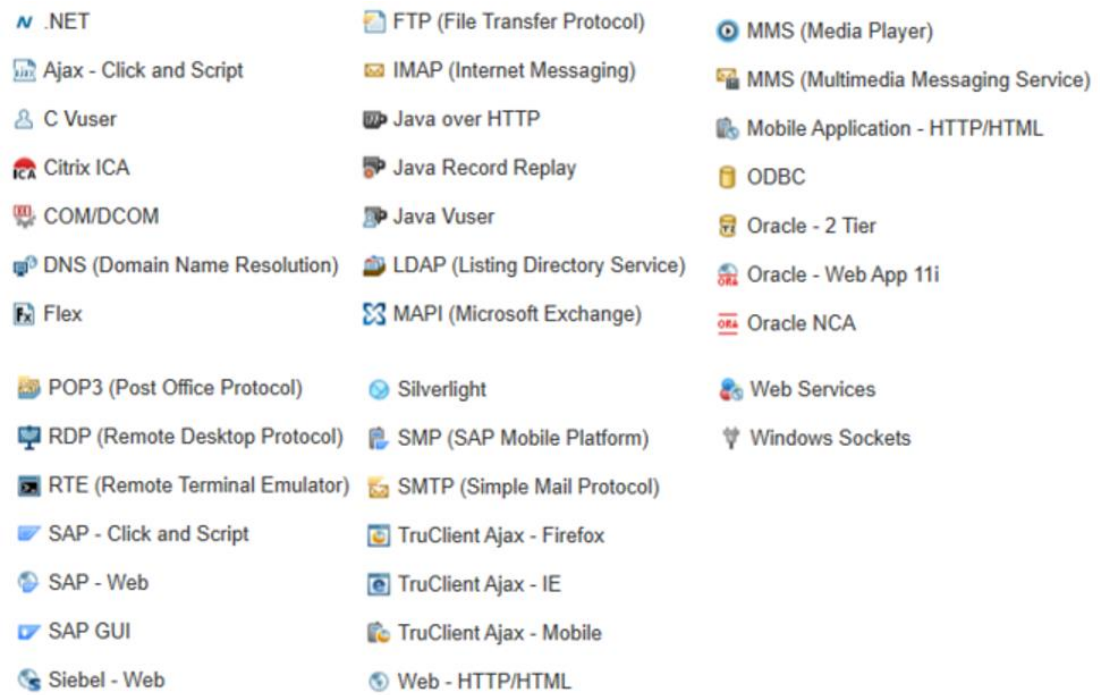 .NET
Ajax - Click and Script
C Vuser
ICA Citrix ICA
COM/DCOM
DNS (Domain Name Resolution)
Fx Flex
FTP (File Transfer Protocol)
IMAP (Internet Messaging)
Java over HTTP
Java Record Replay
Java Vuser
LDAP (Listing Directory Service)
MAPI (Microsoft Exchange)
MMS (Media Player)
MMS (Multimedia Messaging Service)
Mobile Application - HTTP/HTML
ODBC
Oracle - 2 Tier
ORA Oracle - Web App 11i
ORA Oracle NCA
POP3 (Post Office Protocol)
RDP (Remote Desktop Protocol)
RTE (Remote Terminal Emulator)
SAP - Click and Script
SAP - Web
SAP GUI
Siebel - Web
Silverlight
SMP (SAP Mobile Platform)
SMTP (Simple Mail Protocol)
TruClient Ajax - Firefox
TruClient Ajax - IE
TruClient Ajax - Mobile
Web - HTTP/HTML
Web Services
Windows Sockets